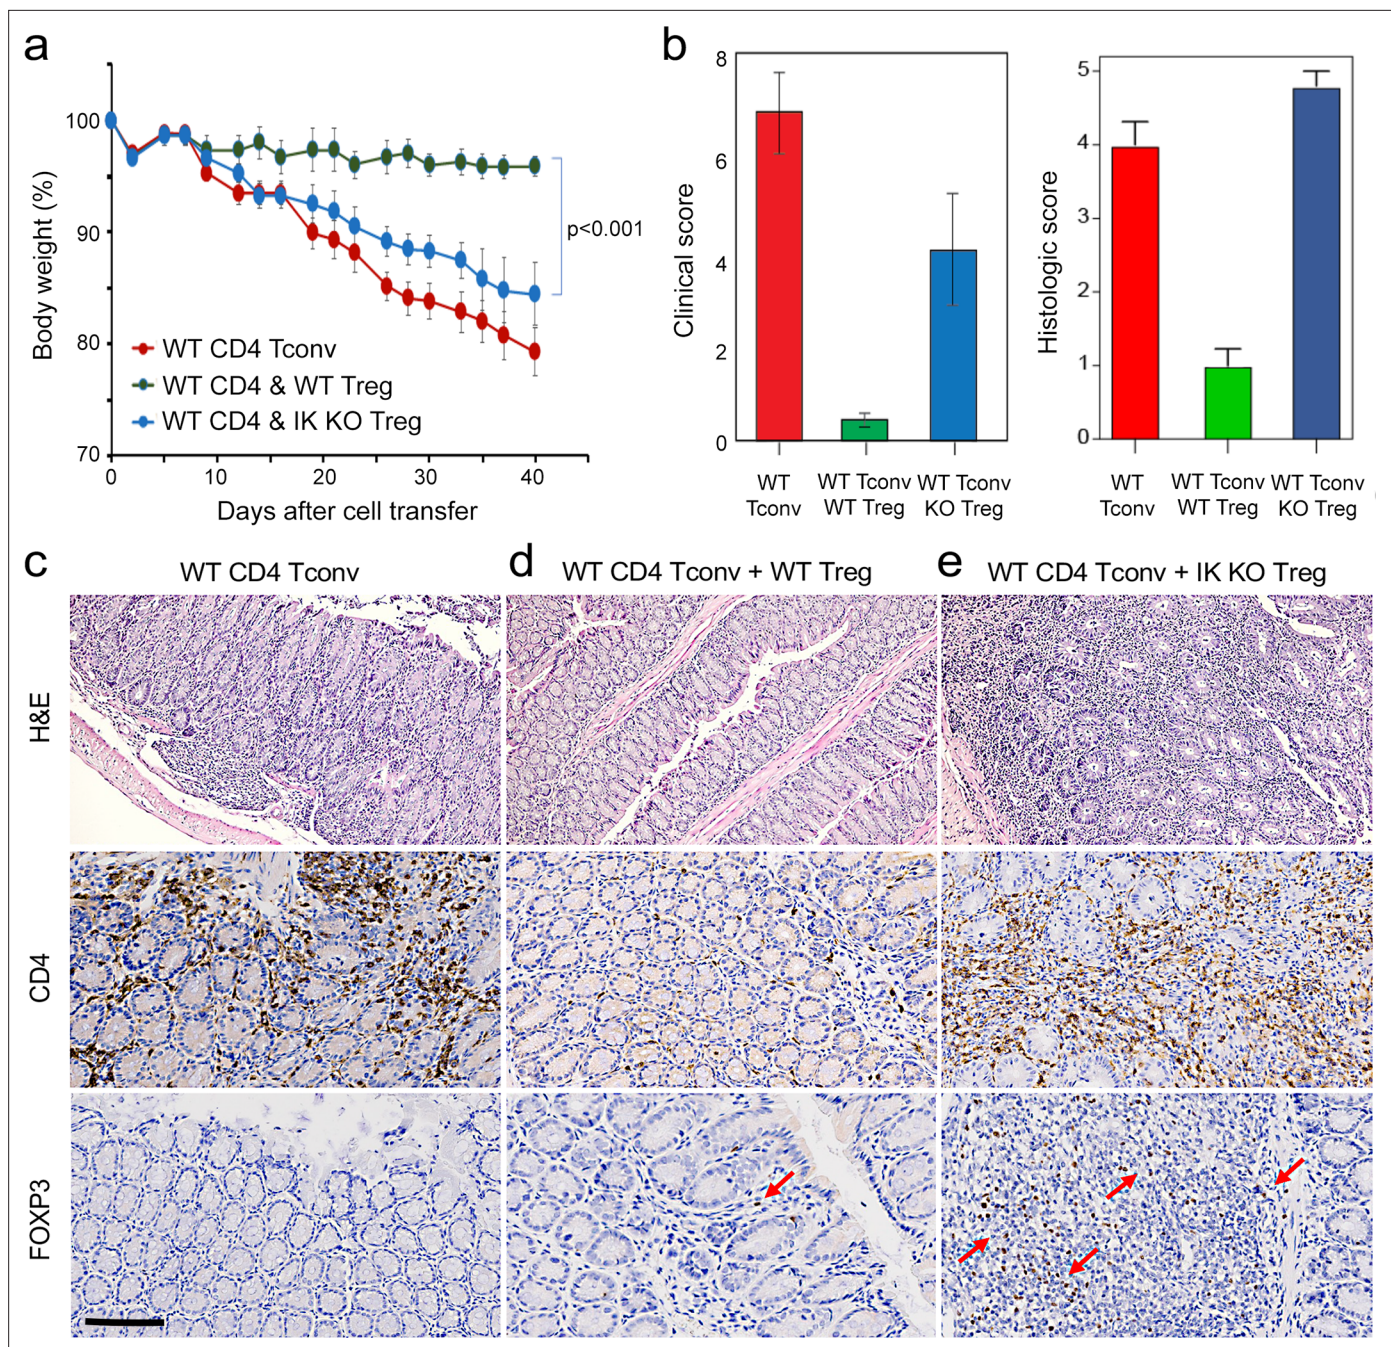 a
100
90
80
70
Body weight (%)
p<0.001
WT CD4 Tconv
WT CD4 & WT Treg
WT CD4 & IK KO Treg
0
10
20
30
40
Days after cell transfer
b
8
6
4
2
0
Clinical score
WT
Tconv
WT Tconv
WT Treg
WT Tconv
KO Treg
5
4
3
2
1
0
Histologic score
WT
Tconv
WT Tconv
WT Treg
WT Tconv
KO Treg
c
WT CD4 Tconv
d
WT CD4 Tconv + WT Treg
e
WT CD4 Tconv + IK KO Treg
H&E
CD4
FOXP3